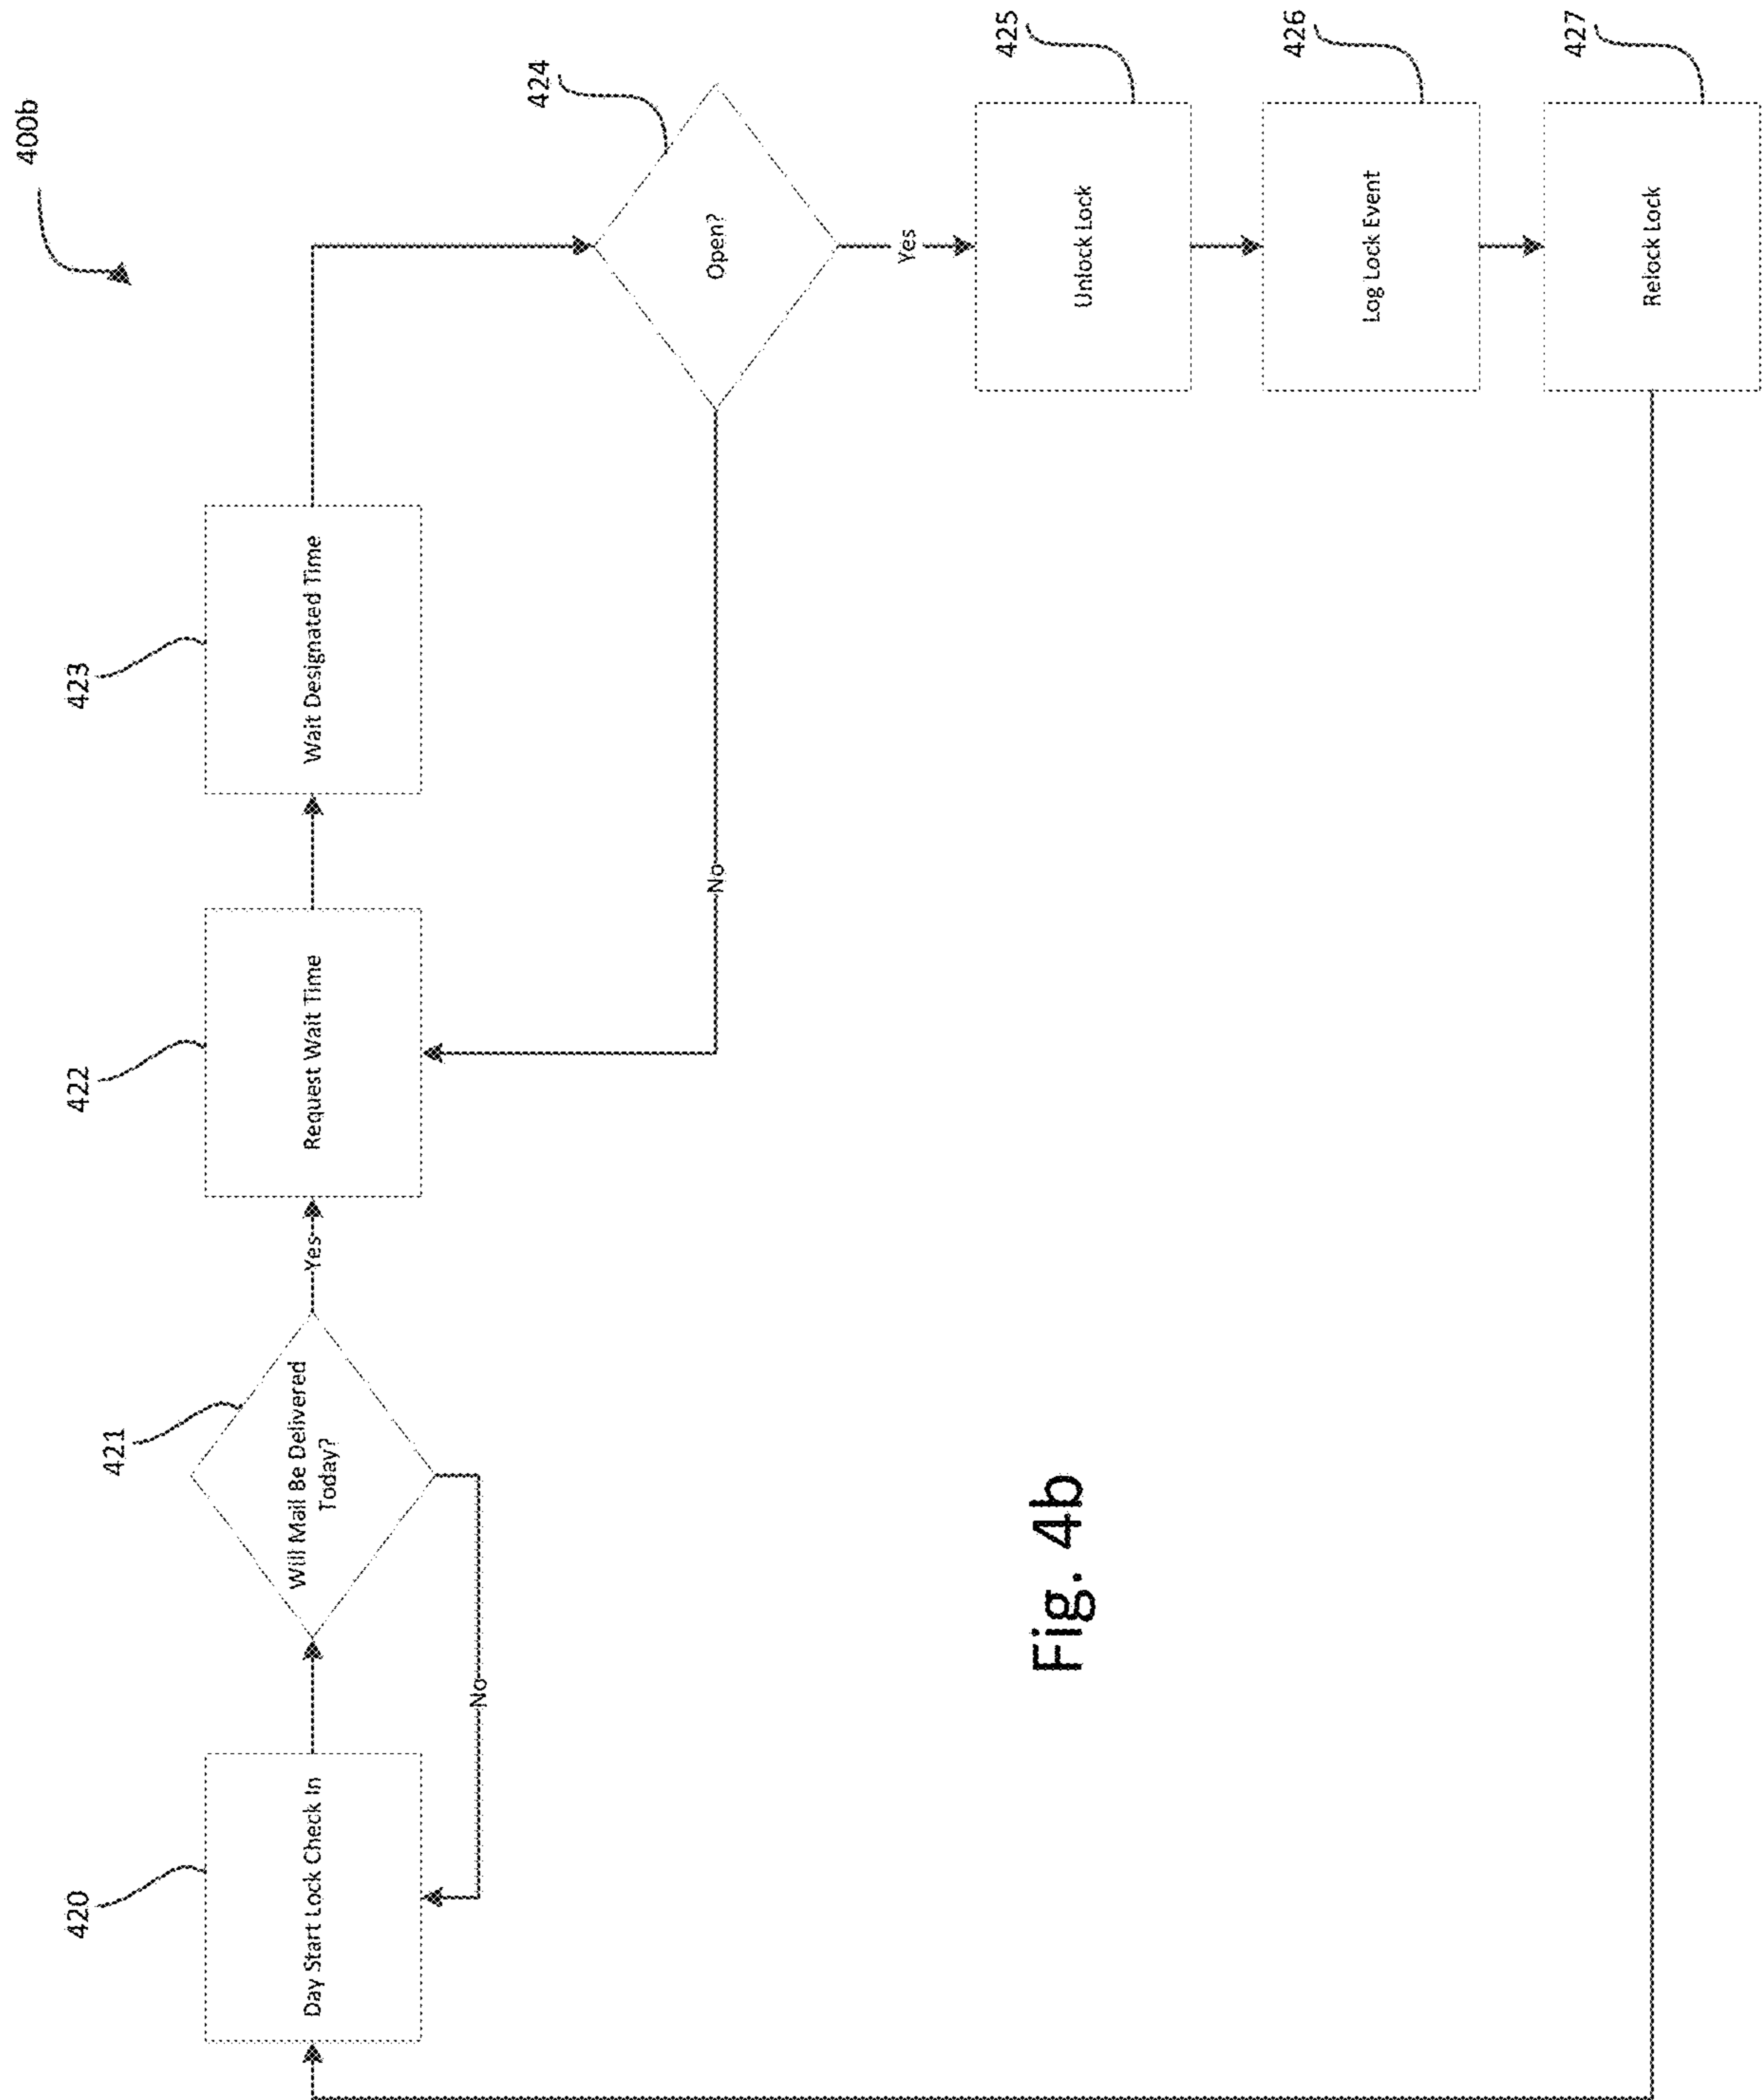 400b
420
Day Start Lock Check In
421
Will Mail Be Delivered
Today?
Yes
No
422
Request Wait Time
423
Wait Designated Time
424
Open?
No
Yes
425
Unlock Lock
426
Log Lock Event
427
Relock Lock
Fig. 4b